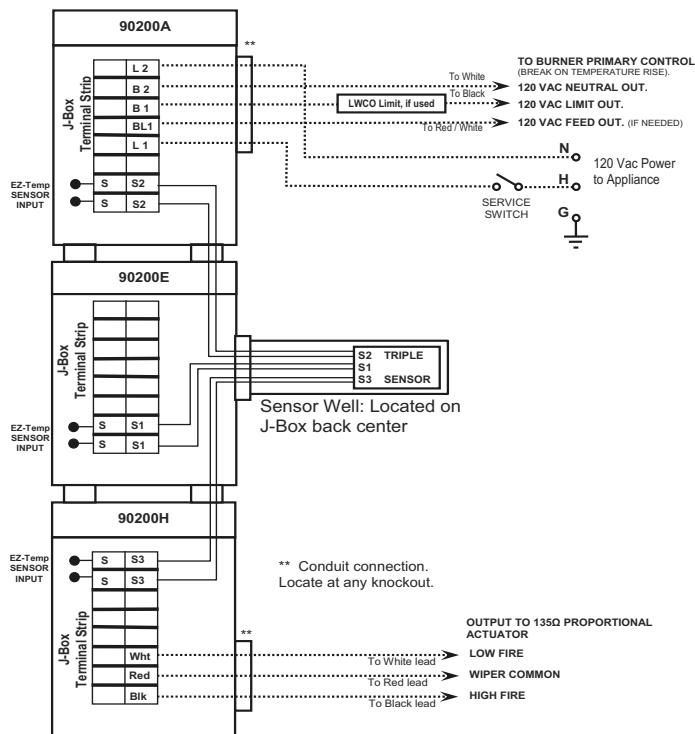 90200A
**
J-Box
Terminal Strip
L 2
B 2
B 1
BL1
L 1
EZ-Temp
SENSOR
INPUT
S S2
S S2
To White
To Black
LWCO Limit, if used
To Red / White
TO BURNER PRIMARY CONTROL
(BREAK ON TEMPERATURE RISE).
120 VAC NEUTRAL OUT.
120 VAC LIMIT OUT.
120 VAC FEED OUT. (IF NEEDED)
N
H
G
120 Vac Power
to Appliance
SERVICE
SWITCH
90200E
J-Box
Terminal Strip
EZ-Temp
SENSOR
INPUT
S S1
S S1
S2 TRIPLE
S1
S3 SENSOR
Sensor Well: Located on
J-Box back center
90200H
EZ-Temp
SENSOR
INPUT
S S3
S S3
J-Box
Terminal Strip
Wht
Red
Blk
** Conduit connection.
Locate at any knockout.
**
To White lead
To Red lead
To Black lead
OUTPUT TO 135Ω PROPORTIONAL
ACTUATOR
LOW FIRE
WIPER COMMON
HIGH FIRE